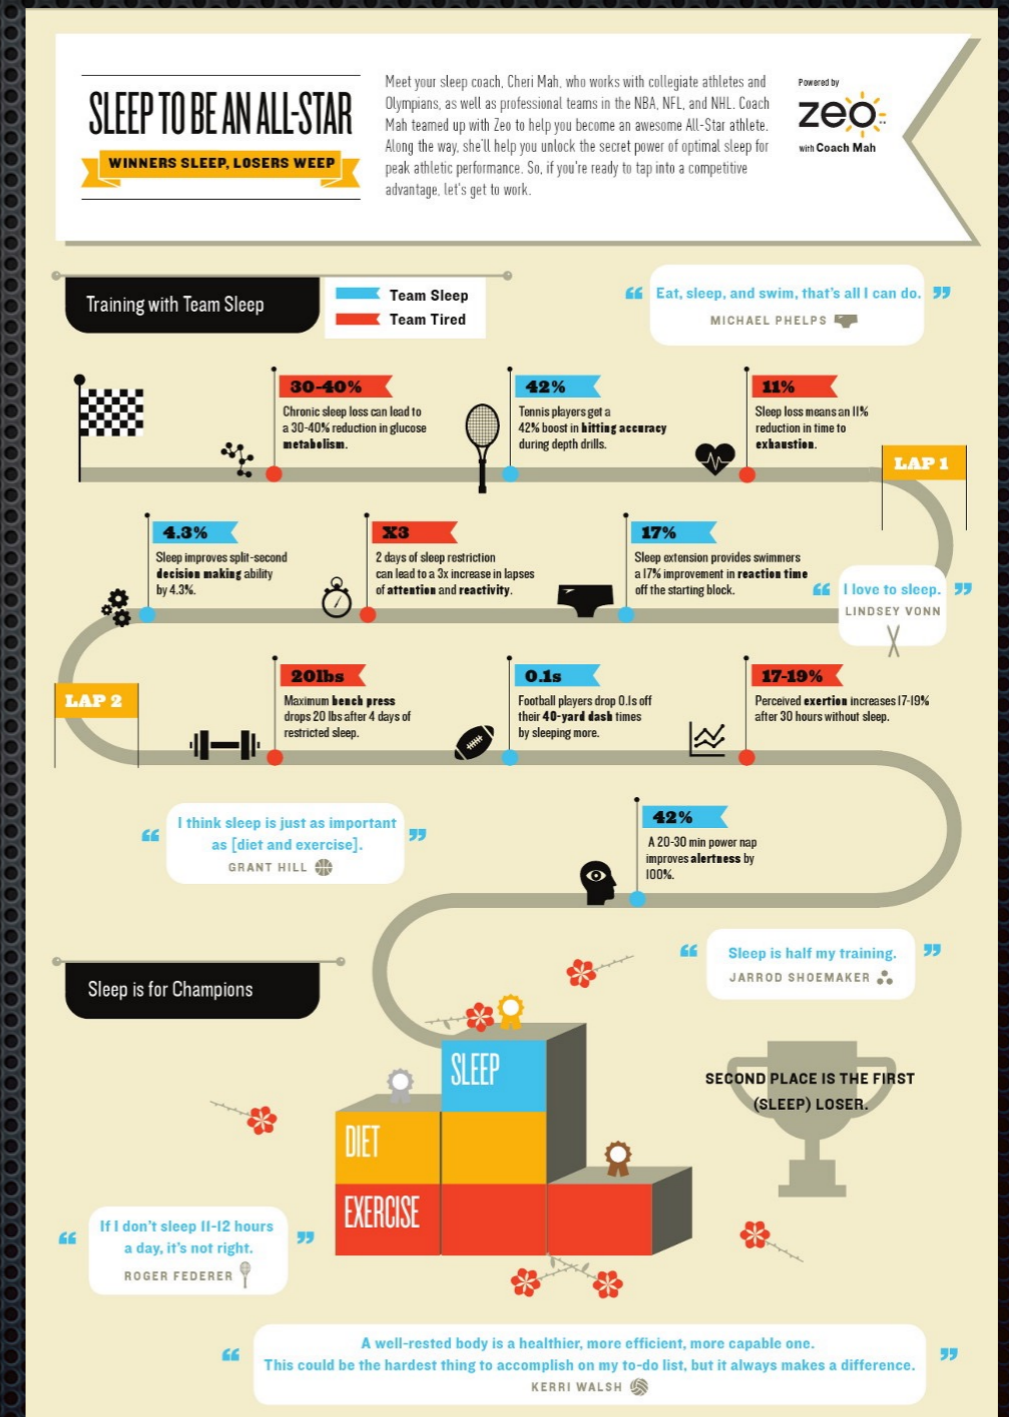 SLEEP TO BE AN ALL-STAR
WINNERS SLEEP, LOSERS WEEP
Meet your sleep coach, Cheri Mah, who works with collegiate athletes and
Olympians, as well as professional teams in the NBA, NFL, and NHL. Coach
Mah teamed up with Zeo to help you become an awesome All-Star athlete.
Along the way, she'll help you unlock the secret power of optimal sleep for
peak athletic performance. So, if you're ready to tap into a competitive
advantage, let's get to work.
Powered by
zeo
with Coach Mah
Training with Team Sleep
Team Sleep
Team Tired
“ Eat, sleep, and swim, that's all I can do. ”
MICHAEL PHELPS
30-40%
Chronic sleep loss can lead to
a 30-40% reduction in glucose
metabolism.
42%
Tennis players get a
42% boost in hitting accuracy
during depth drills.
11%
Sleep loss means an 11%
reduction in time to
exhaustion.
LAP 1
4.3%
Sleep improves split-second
decision making ability
by 4.3%.
X3
2 days of sleep restriction
can lead to a 3x increase in lapses
of attention and reactivity.
17%
Sleep extension provides swimmers
a 17% improvement in reaction time
off the starting block.
“ I love to sleep. ”
LINDSEY VONN
LAP 2
20lbs
Maximum bench press
drops 20 lbs after 4 days of
restricted sleep.
0.1s
Football players drop 0.1s off
their 40-yard dash times
by sleeping more.
17-19%
Perceived exertion increases 17-19%
after 30 hours without sleep.
“ I think sleep is just as important
as [diet and exercise]. ”
GRANT HILL
42%
A 20-30 min power nap
improves alertness by
100%.
“ Sleep is half my training. ”
JARROD SHOEMAKER
Sleep is for Champions
SLEEP
DIET
EXERCISE
SECOND PLACE IS THE FIRST
(SLEEP) LOSER.
“ If I don't sleep 11-12 hours
a day, it's not right. ”
ROGER FEDERER
“ A well-rested body is a healthier, more efficient, more capable one.
This could be the hardest thing to accomplish on my to-do list, but it always makes a difference. ”
KERRI WALSH